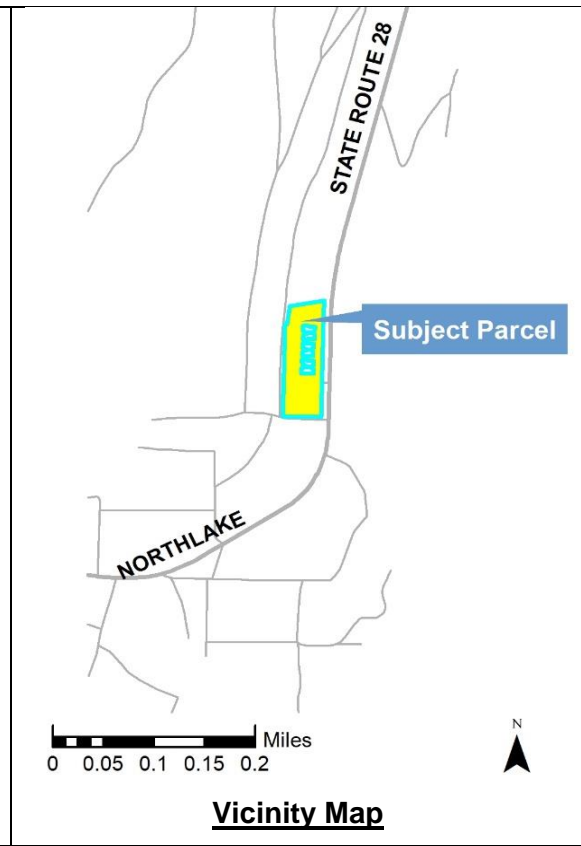 STATE ROUTE 28
Subject Parcel
NORTHLAKE
Miles
0 0.05 0.1 0.15 0.2
N
Vicinity Map